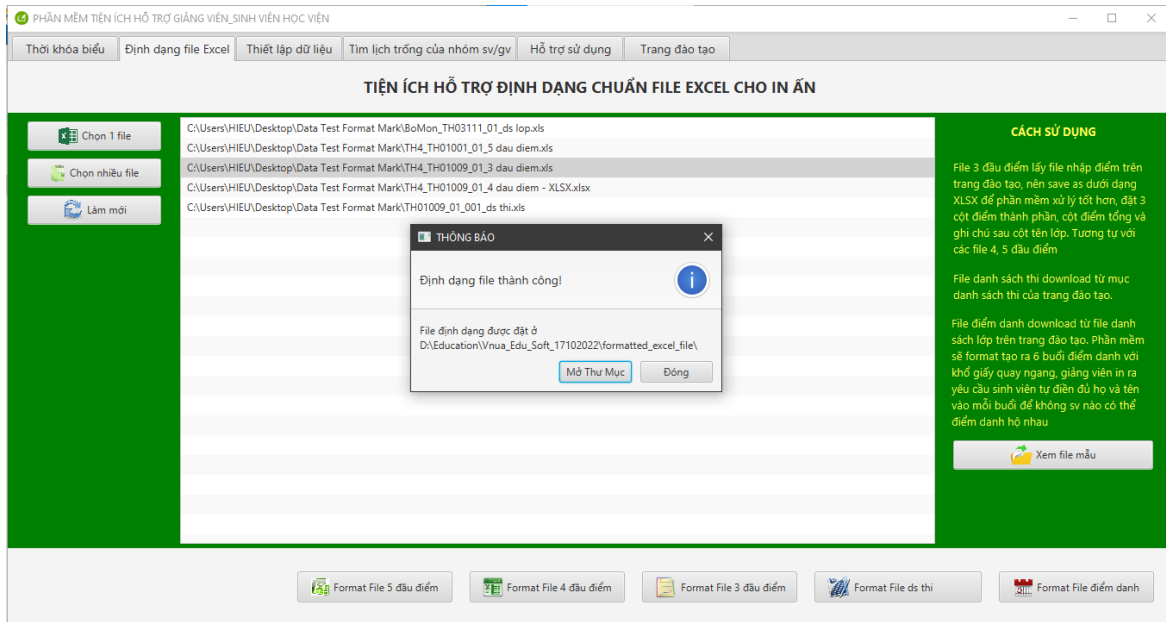 PHẦN MỀM TIỆN ÍCH HỖ TRỢ GIẢNG VIÊN_SINH VIÊN HỌC VIỆN
Thời khóa biểu
Định dạng file Excel
Thiết lập dữ liệu
Tìm lịch trống của nhóm sv/gv
Hỗ trợ sử dụng
Trang đào tạo
TIỆN ÍCH HỖ TRỢ ĐỊNH DẠNG CHUẨN FILE EXCEL CHO IN ẤN
Chọn 1 file
Chọn nhiều file
Làm mới
C:\Users\HIEU\Desktop\Data Test Format Mark\BoMon_TH03111_01_ds lop.xls
C:\Users\HIEU\Desktop\Data Test Format Mark\TH4_TH01001_01_5 dau diem.xls
C:\Users\HIEU\Desktop\Data Test Format Mark\TH4_TH01009_01_3 dau diem.xls
C:\Users\HIEU\Desktop\Data Test Format Mark\TH4_TH01009_01_4 dau diem - XLSX.xlsx
C:\Users\HIEU\Desktop\Data Test Format Mark\TH01009_01_001_ds thi.xls
THÔNG BÁO
Định dạng file thành công!
File định dạng được đặt ở
D:\Education\Vnua_Edu_Soft_17102022\formatted_excel_file\
Mở Thư Mục
Đóng
CÁCH SỬ DỤNG
File 3 đầu điểm lấy file nhập điểm trên
trang đào tạo, nên save as dưới dạng
XLSX để phần mềm xử lý tốt hơn, đặt 3
cột điểm thành phần, cột điểm tổng và
ghi chú sau cột tên lớp. Tương tự với
các file 4, 5 đầu điểm
File danh sách thi download từ mục
danh sách thi của trang đào tạo.
File điểm danh download từ file danh
sách lớp trên trang đào tạo. Phần mềm
sẽ format tạo ra 6 buổi điểm danh với
khổ giấy quay ngang, giảng viên in ra
yêu cầu sinh viên tự điền đủ họ và tên
vào mỗi buổi để không sv nào có thể
điểm danh hộ nhau
Xem file mẫu
Format File 5 đầu điểm
Format File 4 đầu điểm
Format File 3 đầu điểm
Format File ds thi
Format File điểm danh